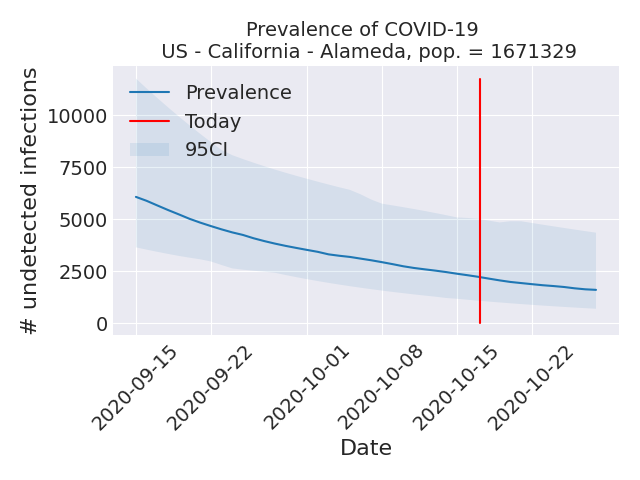 Prevalence of COVID-19
US - California - Alameda, pop. = 1671329
# undetected infections
10000
7500
5000
2500
0
Prevalence
Today
95CI
2020-09-15
2020-09-22
2020-10-01
2020-10-08
2020-10-15
2020-10-22
Date